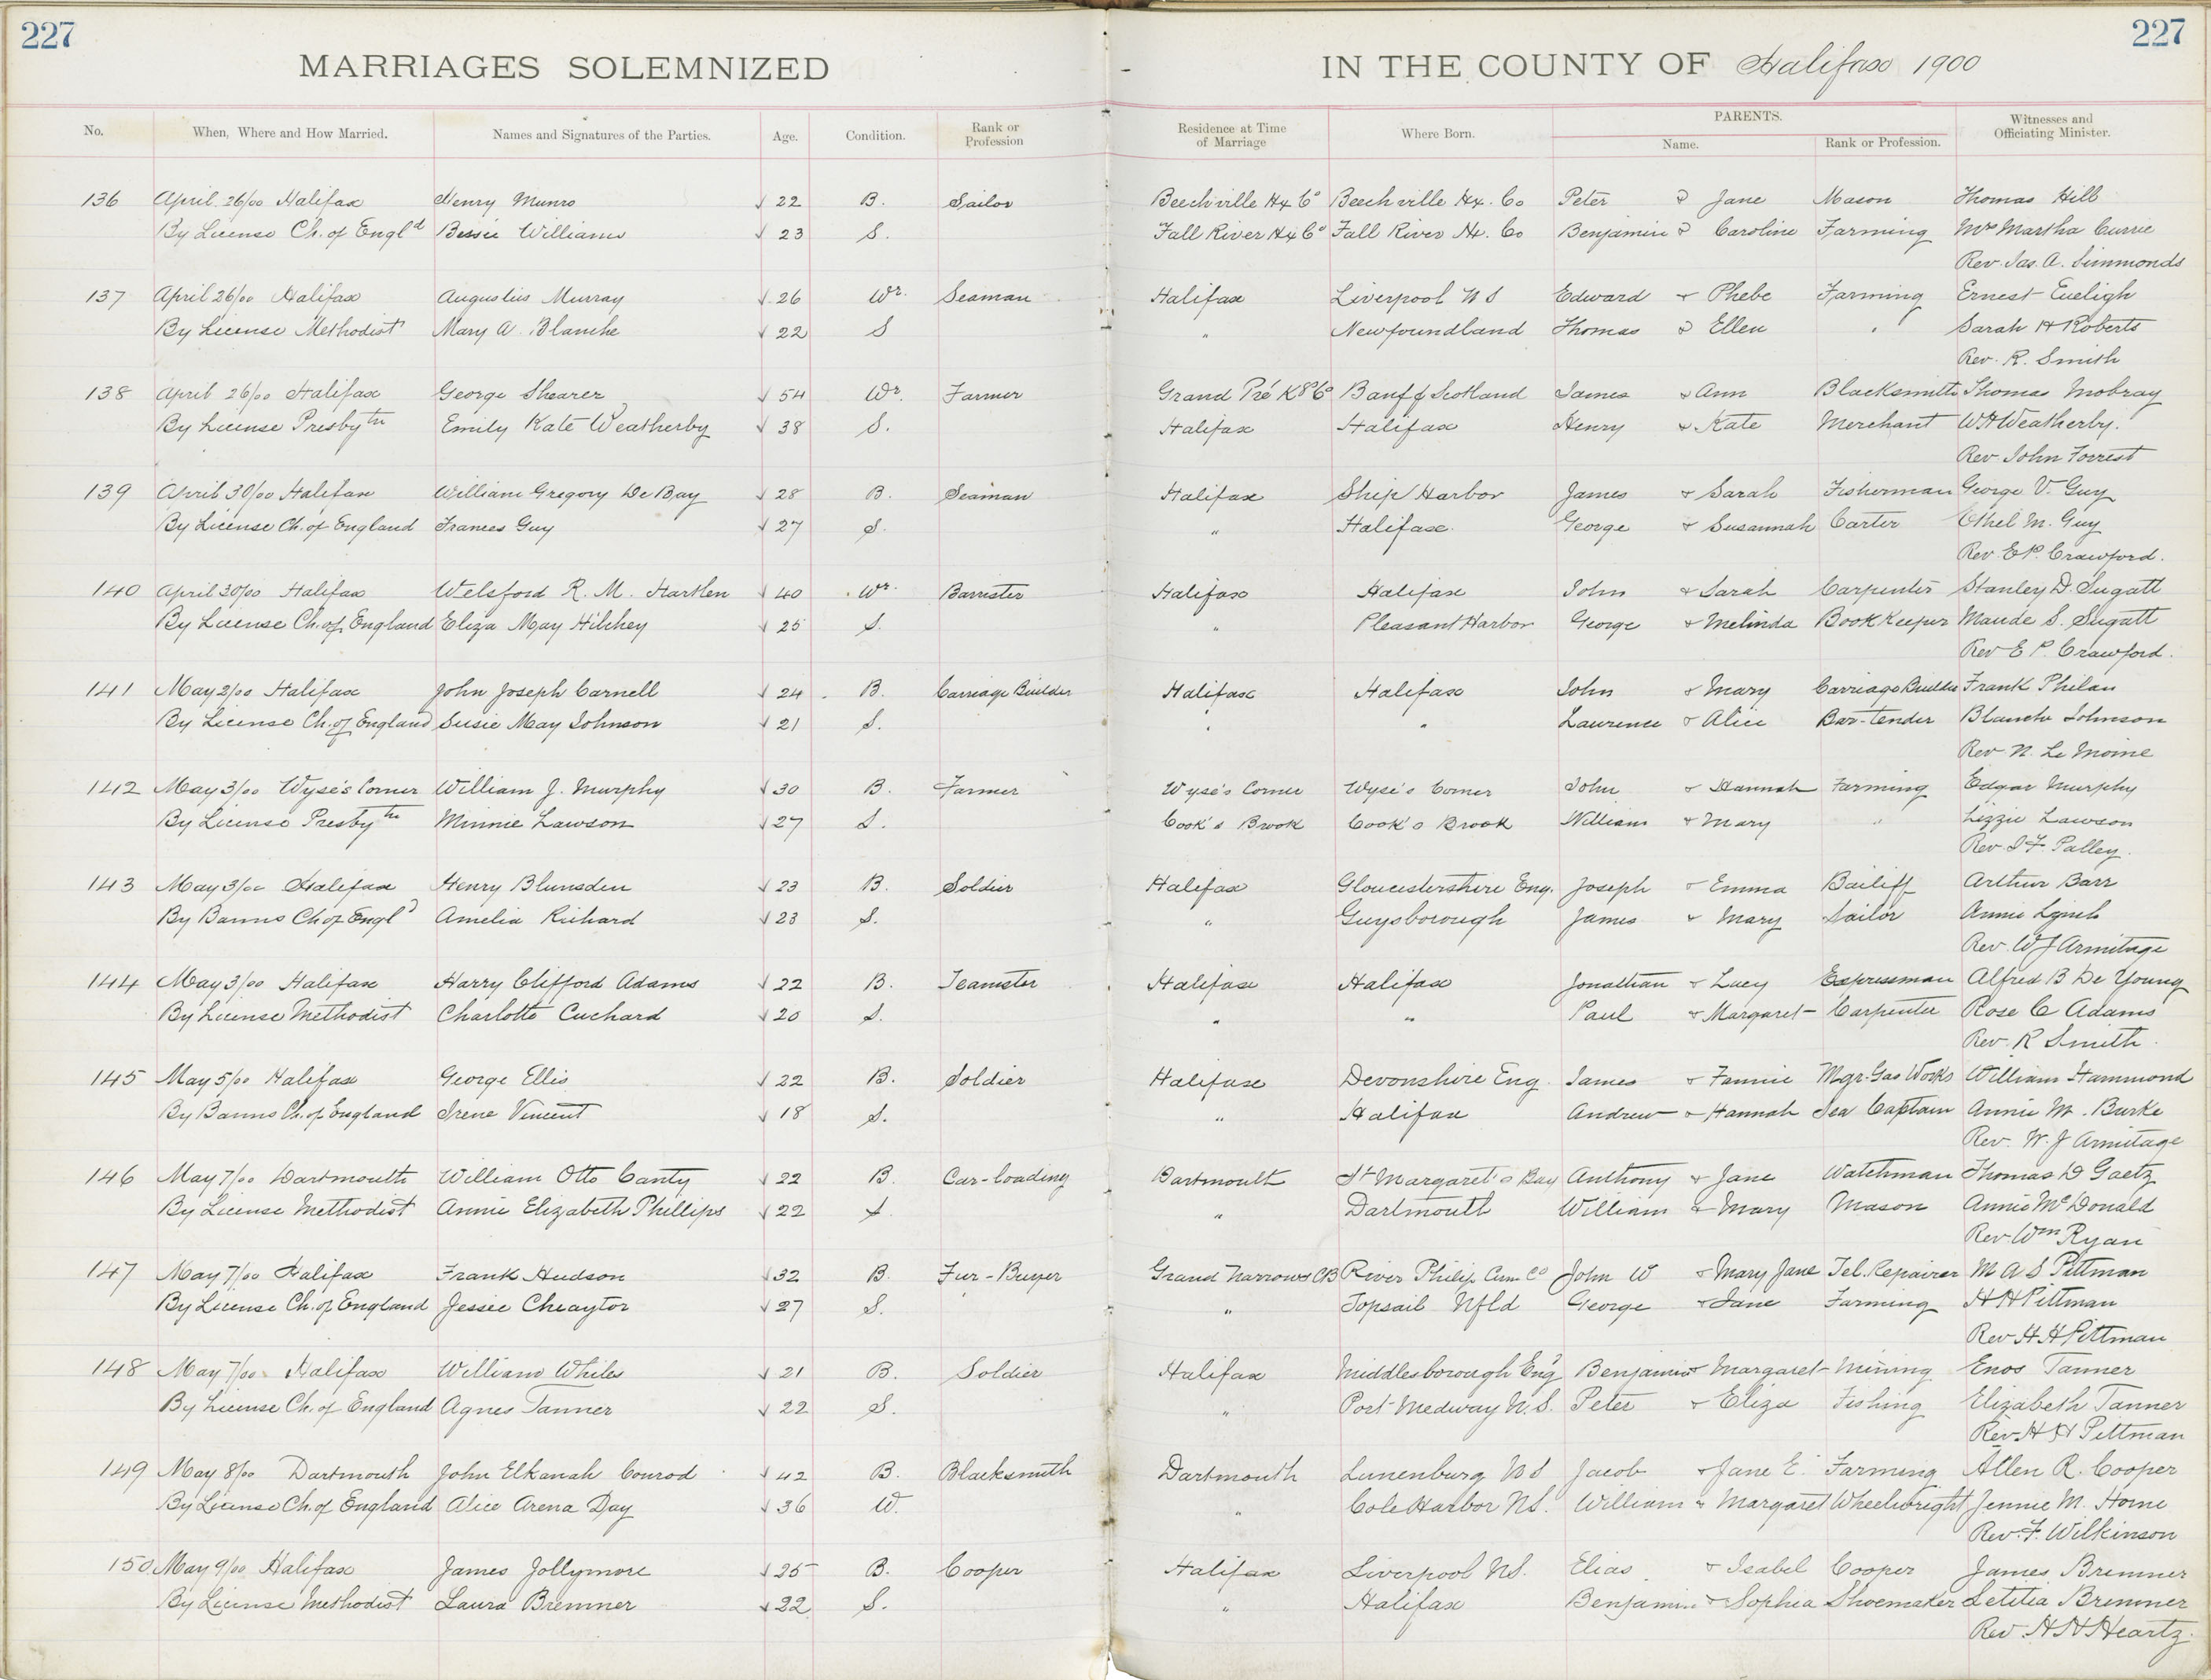 227
227
MARRIAGES SOLEMNIZED
IN THE COUNTY OF Halifax 1900
No. When, Where and How Married. Names and Signatures of the Parties. Age. Condition. Rank or Profession Residence at Time of Marriage Where Born. PARENTS. Name. Rank or Profession. Witnesses and Officiating Minister.
136 April 26/00 Halifax Henry Munro √ 22 B. Sailor Beechville Hx Co Beechville Hx. Co Peter & Jane Mason Thomas Hill
By License Ch. of Engld Bessie Williams √ 23 S. Fall River Hx Co Fall River Hx. Co Benjamin & Caroline Farming Mrs Martha Currie
Rev. Jas. A. Simmonds
137 April 26/00 Halifax Augustus Murray √ 26 Wr. Seaman Halifax Liverpool N S Edward & Phebe Farming Ernest Eueligh
By License Methodist Mary A. Blanche √ 22 S " Newfoundland Thomas & Ellen " Sarah H Roberts
Rev. R. Smith
138 April 26/00 Halifax George Shearer √ 54 Wr. Farmer Grand Pré Ks Co Banff Scotland James & Ann Blacksmith Thomas Mobray
By License Presbytn Emily Kate Weatherby √ 38 S. Halifax Halifax Henry & Kate Merchant W H Weatherby.
Rev. John Forrest
139 April 30/00 Halifax William Gregory De Bay √ 28 B. Seaman Halifax Ship Harbor James & Sarah Fisherman George V. Guy
By License Ch. of England Frances Guy √ 27 S. " Halifax George & Susannah Carter Ethel M. Guy
Rev. E P. Crawford.
140 April 30/00 Halifax Welsford R. M. Hartlen √ 40 Wr. Barrister Halifax Halifax John & Sarah Carpenter Stanley D. Sugatt
By License Ch. of England Eliza May Hilchey √ 25 S. " Pleasant Harbor George & Melinda Book Keeper Maude S. Sugatt
Rev E P. Crawford.
141 May 2/00 Halifax John Joseph Carnell √ 24 B. Carriage Builder Halifax Halifax John & Mary Carriage Builder Frank Philan
By License Ch. of England Susie May Johnson √ 21 S. " " Lawrence & Alice Bar-tender Blanche Johnson
Rev N. Le Moine
142 May 3/00 Wyse's Corner William J. Murphy √ 30 B. Farmer Wyse's Corner Wyse's Corner John & Hannah Farming Edgar Murphy
By License Presbytn Minnie Lawson √ 27 S. Cook's Brook Cook's Brook William & Mary " Lizzie Lawson
Rev. Palley.
143 May 3/00 Halifax Henry Blunsden √ 23 B. Soldier Halifax Gloucestershire Eng. Joseph & Emma Bailiff Arthur Barr
By Banns Ch of Engld Amelia Richard √ 23 S. " Guysborough James & Mary Sailor Annie Lynch
Rev. W J Armitage
144 May 3/00 Halifax Harry Clifford Adams √ 22 B. Teamster Halifax Halifax Jonathan & Lucy Expressman Alfred B De Young
By License Methodist Charlotte Cuchard √ 20 S. " " Paul & Margaret Carpenter Rose C Adams
Rev. R Smith.
145 May 5/00 Halifax George Ellis √ 22 B. Soldier Halifax Devonshire Eng. James & Fannie Mgr. Gas Works William Hammond
By Banns Ch. of England Irene Vincent √ 18 S. " Halifax Andrew & Hannah Sea Captain Annie M. Burke
Rev. W. J Armitage
146 May 7/00 Dartmouth William Otto Canty √ 22 B. Car-loading Dartmouth St Margaret's Bay Anthony & Jane Watchman Thomas D Gaetz
By License Methodist Annie Elizabeth Phillips √ 22 S. " Dartmouth William & Mary Mason Annie McDonald
Rev. Wm Ryan
147 May 7/00 Halifax Frank Hudson √ 32 B. Fur-Buyer Grand Narrows CB River Philip Cum. Co John W & Mary Jane Tel. Repairer M A S Pittman
By License Ch. of England Jessie Cheaytor √ 27 S. " Topsail Nfld George & Jane Farming H H Pittman
Rev H H Pittman
148 May 7/00 Halifax William Whiles √ 21 B. Soldier Halifax Middlesborough Eng Benjamin & Margaret Mining Enos Tanner
By License Ch. of England Agnes Tanner √ 22 S. " Port Medway N.S. Peter & Eliza Fishing Elizabeth Tanner
Rev. H H Pittman
149 May 8/00 Dartmouth John Elkanah Conrod √ 42 B. Blacksmith Dartmouth Lunenburg N S Jacob & Jane E. Farming Allen R. Cooper
By License Ch. of England Alice Arena Day √ 36 W. " Cole Harbor N S. William & Margaret Wheelwright Jennie M. Horne
Rev. F. Wilkinson
150 May 9/00 Halifax James Jollymore √ 25 B. Cooper Halifax Liverpool N S. Elias & Isabel Cooper James Bremner
By License Methodist Laura Bremner √ 22 S. " Halifax Benjamin & Sophia Shoemaker Letitia Bremner
Rev. H H Heartz.